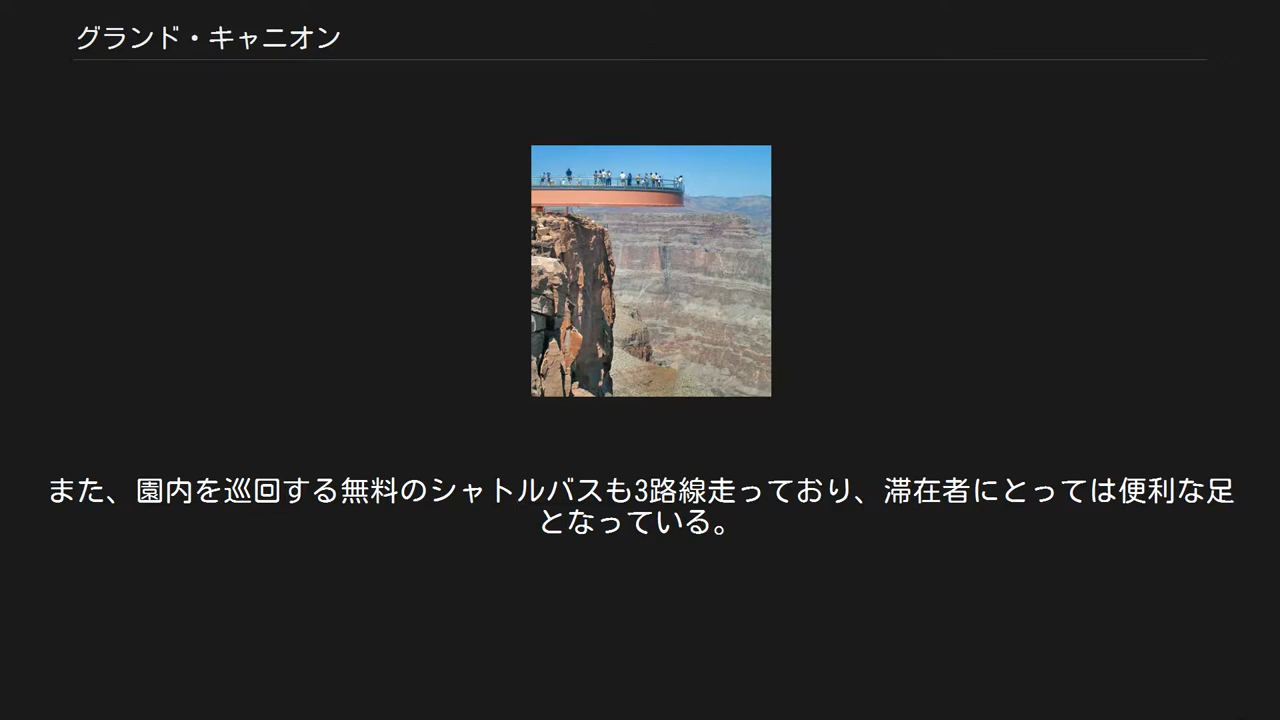 グランド・キャニオン
また、園内を巡回する無料のシャトルバスも3路線走っており、滞在者にとっては便利な足
となっている。